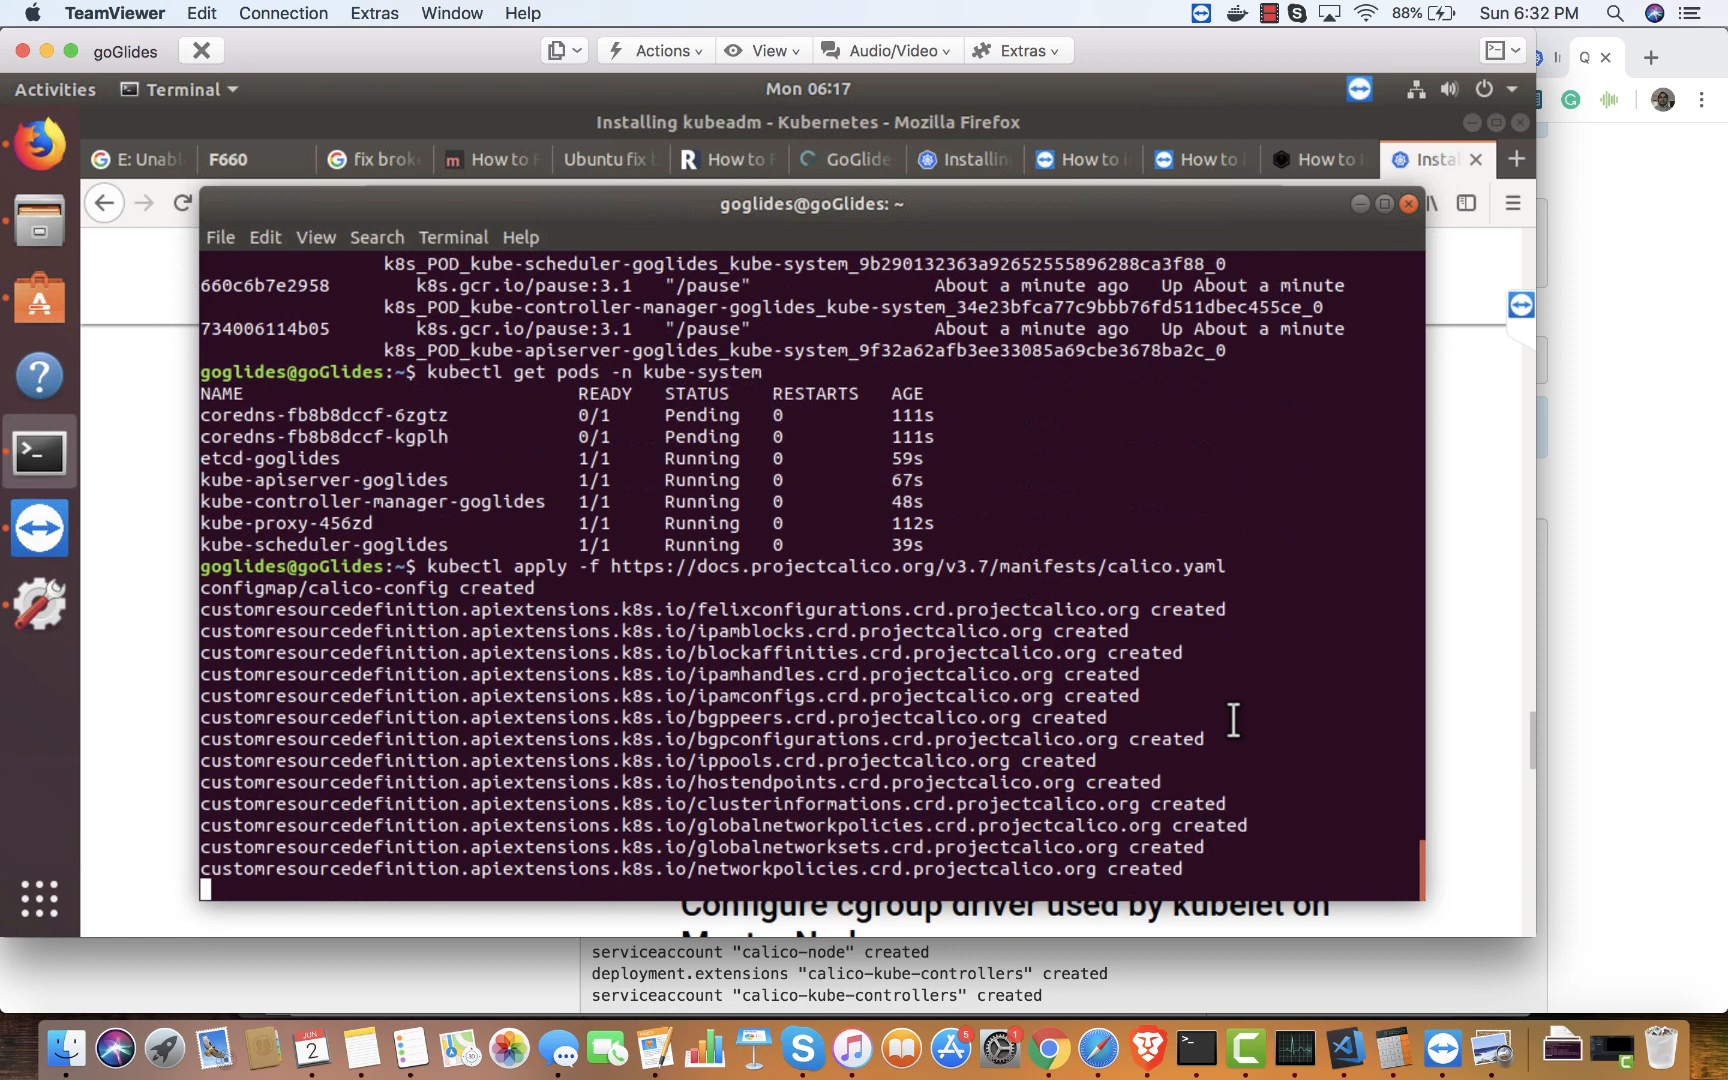 TeamViewer Edit Connection Extras Window Help 88% Sun 6:32 PM
goGlides Actions View Audio/Video Extras
Activities Terminal Mon 06:17
Installing kubeadm - Kubernetes - Mozilla Firefox
E: Unab F660 fix brok How to F Ubuntu fix How to F GoGlide Installin How to i How to How to I Instal
goglides@goGlides: ~
File Edit View Search Terminal Help
k8s_POD_kube-scheduler-goglides_kube-system_9b290132363a92652555896288ca3f88_0
660c6b7e2958 k8s.gcr.io/pause:3.1 "/pause" About a minute ago Up About a minute
k8s_POD_kube-controller-manager-goglides_kube-system_34e23bfca77c9bbb76fd511dbec455ce_0
734006114b05 k8s.gcr.io/pause:3.1 "/pause" About a minute ago Up About a minute
k8s_POD_kube-apiserver-goglides_kube-system_9f32a62afb3ee33085a69cbe3678ba2c_0
goglides@goGlides:~$ kubectl get pods -n kube-system
NAME READY STATUS RESTARTS AGE
coredns-fb8b8dccf-6zgtz 0/1 Pending 0 111s
coredns-fb8b8dccf-kgplh 0/1 Pending 0 111s
etcd-goglides 1/1 Running 0 59s
kube-apiserver-goglides 1/1 Running 0 67s
kube-controller-manager-goglides 1/1 Running 0 48s
kube-proxy-456zd 1/1 Running 0 112s
kube-scheduler-goglides 1/1 Running 0 39s
goglides@goGlides:~$ kubectl apply -f https://docs.projectcalico.org/v3.7/manifests/calico.yaml
configmap/calico-config created
customresourcedefinition.apiextensions.k8s.io/felixconfigurations.crd.projectcalico.org created
customresourcedefinition.apiextensions.k8s.io/ipamblocks.crd.projectcalico.org created
customresourcedefinition.apiextensions.k8s.io/blockaffinities.crd.projectcalico.org created
customresourcedefinition.apiextensions.k8s.io/ipamhandles.crd.projectcalico.org created
customresourcedefinition.apiextensions.k8s.io/ipamconfigs.crd.projectcalico.org created
customresourcedefinition.apiextensions.k8s.io/bgppeers.crd.projectcalico.org created
customresourcedefinition.apiextensions.k8s.io/bgpconfigurations.crd.projectcalico.org created
customresourcedefinition.apiextensions.k8s.io/ippools.crd.projectcalico.org created
customresourcedefinition.apiextensions.k8s.io/hostendpoints.crd.projectcalico.org created
customresourcedefinition.apiextensions.k8s.io/clusterinformations.crd.projectcalico.org created
customresourcedefinition.apiextensions.k8s.io/globalnetworkpolicies.crd.projectcalico.org created
customresourcedefinition.apiextensions.k8s.io/globalnetworksets.crd.projectcalico.org created
customresourcedefinition.apiextensions.k8s.io/networkpolicies.crd.projectcalico.org created
Configure cgroup driver used by kubelet on
serviceaccount "calico-node" created
deployment.extensions "calico-kube-controllers" created
serviceaccount "calico-kube-controllers" created
JUN
2
5
1